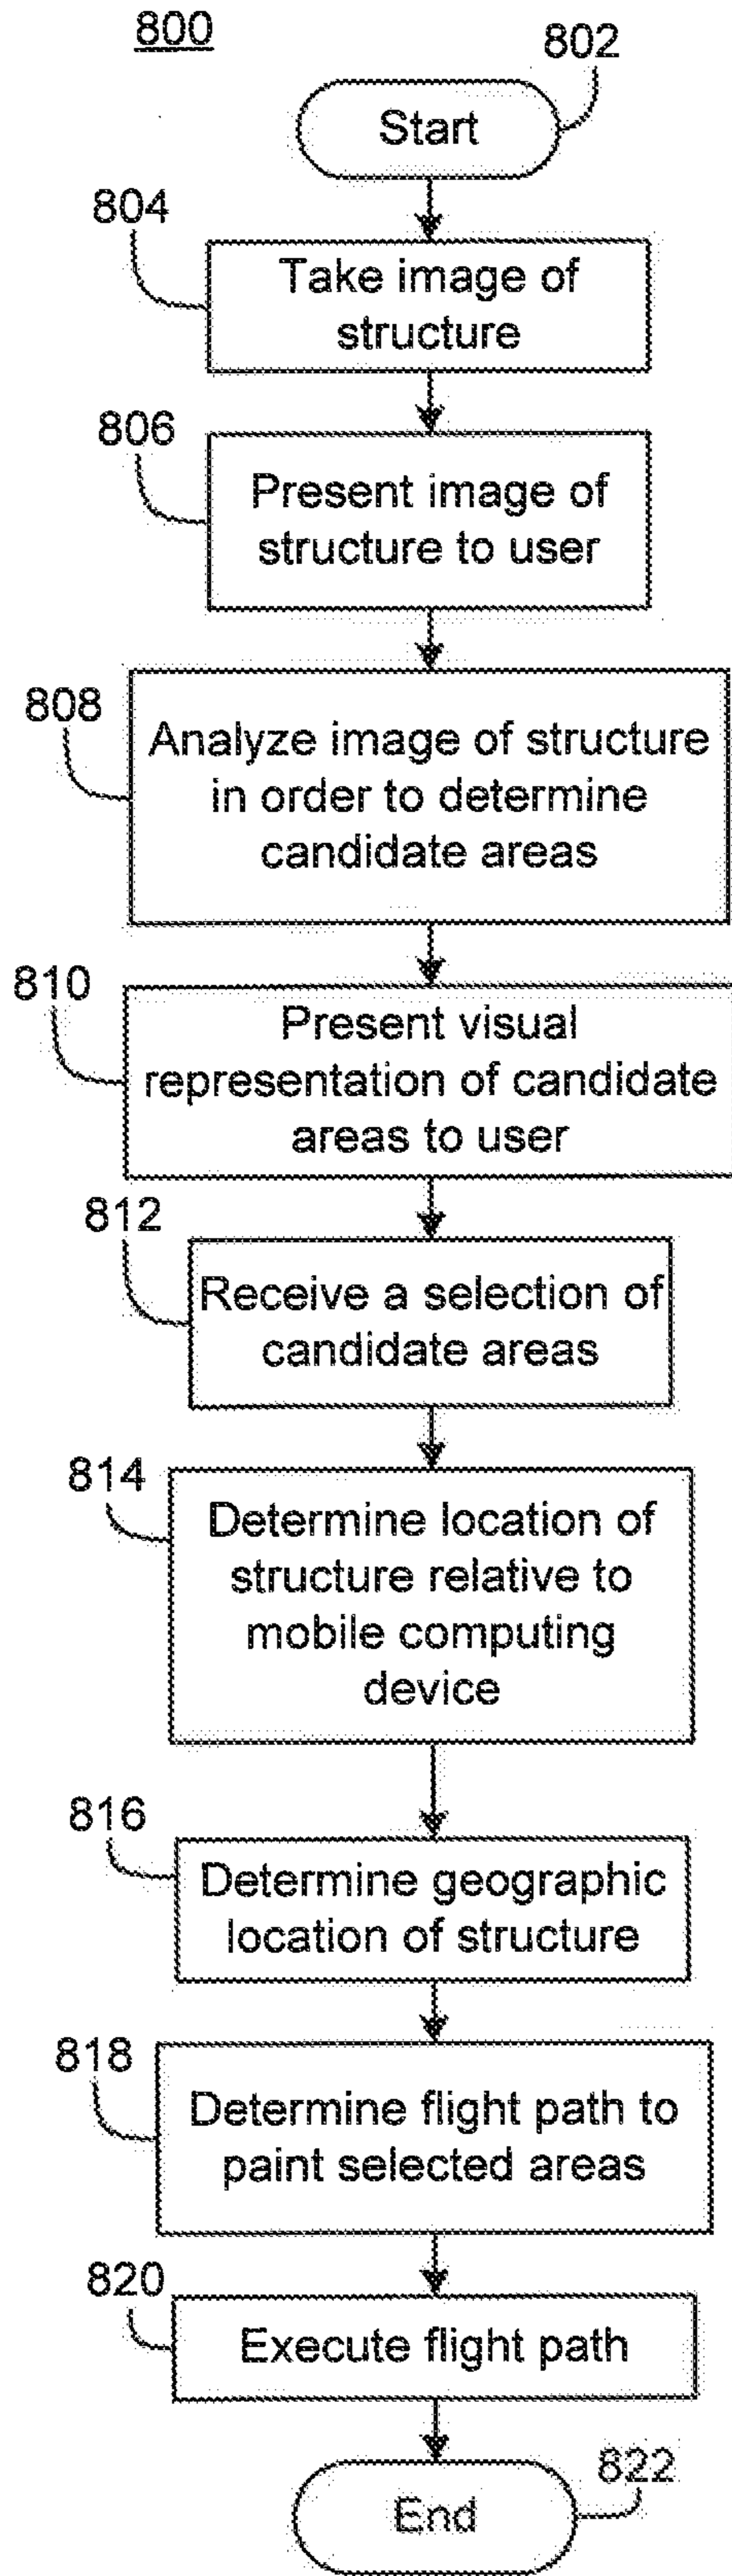 800
802
Start
804
Take image of
structure
806
Present image of
structure to user
808
Analyze image of structure
in order to determine
candidate areas
810
Present visual
representation of candidate
areas to user
812
Receive a selection of
candidate areas
814
Determine location of
structure relative to
mobile computing
device
816
Determine geographic
location of structure
818
Determine flight path to
paint selected areas
820
Execute flight path
822
End